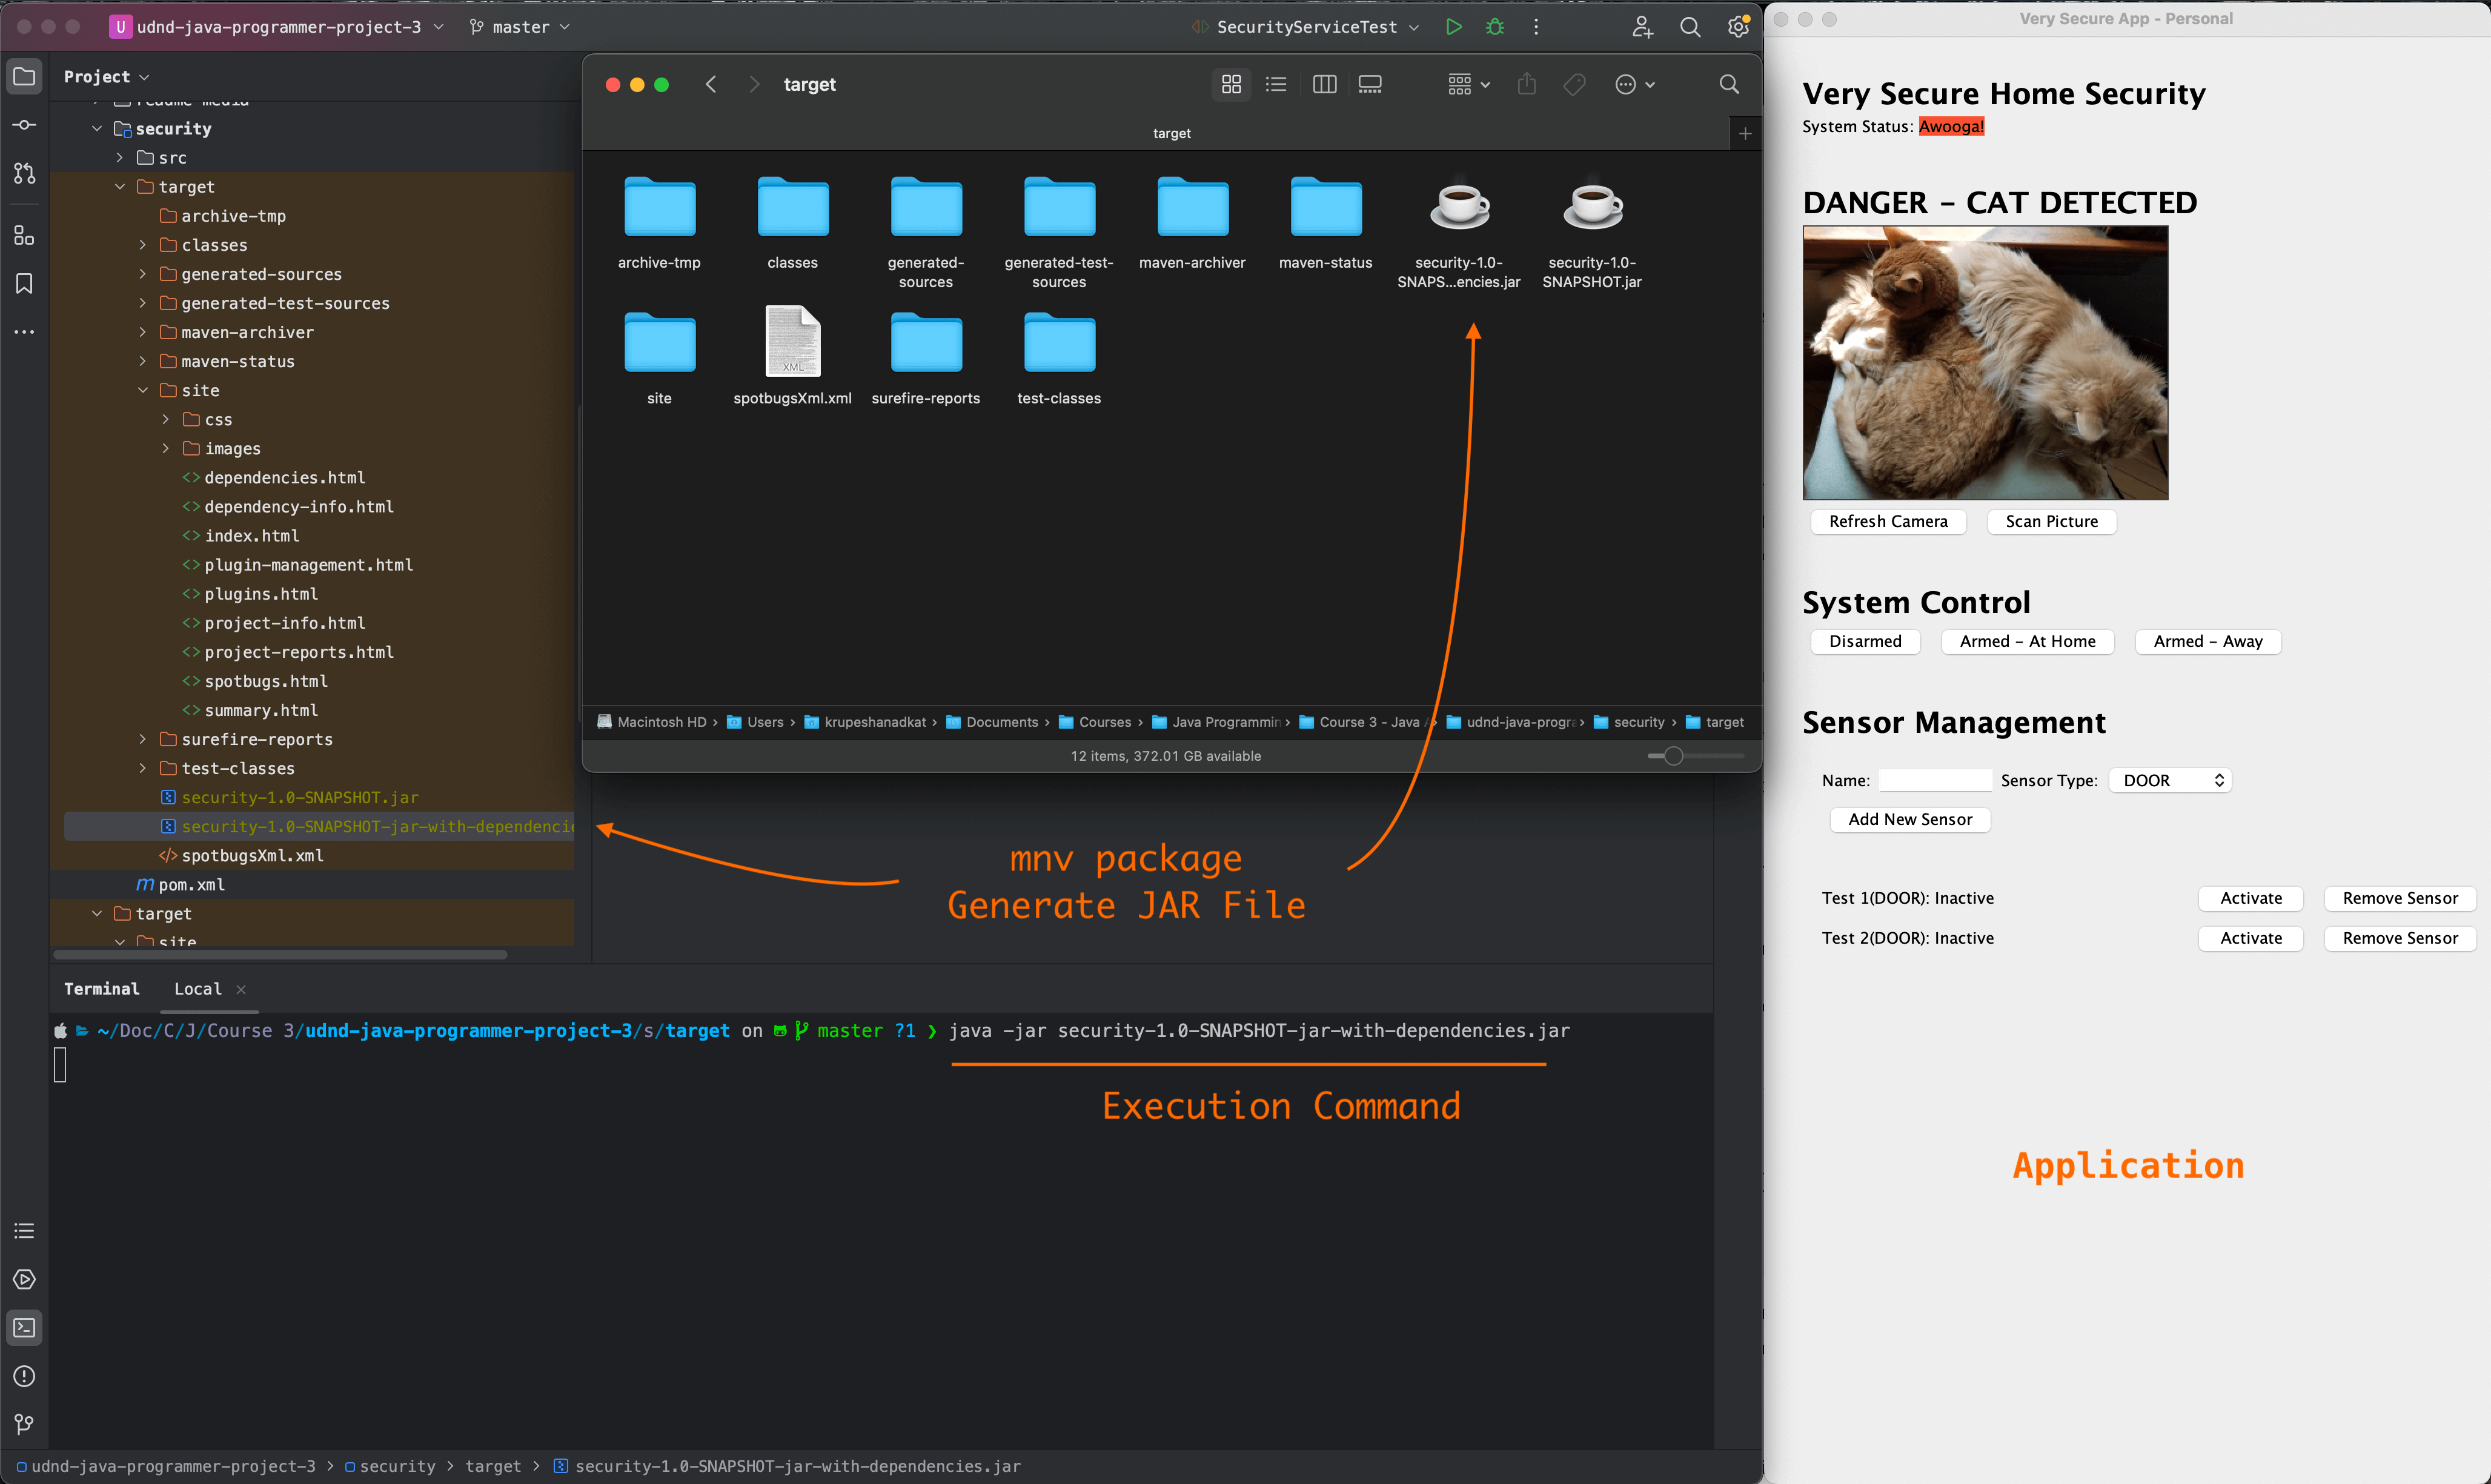 U udnd-java-programmer-project-3 master SecurityServiceTest
Project
readme-media
security
src
target
archive-tmp
classes
generated-sources
generated-test-sources
maven-archiver
maven-status
site
css
images
dependencies.html
dependency-info.html
index.html
plugin-management.html
plugins.html
project-info.html
project-reports.html
spotbugs.html
summary.html
surefire-reports
test-classes
security-1.0-SNAPSHOT.jar
security-1.0-SNAPSHOT-jar-with-dependencie
spotbugsXml.xml
m pom.xml
target
site
target
target
archive-tmp
classes
generated-
sources
generated-test-
sources
maven-archiver
maven-status
security-1.0-
SNAPS...encies.jar
security-1.0-
SNAPSHOT.jar
site
XML
spotbugsXml.xml
surefire-reports
test-classes
Macintosh HD › Users › krupeshanadkat › Documents › Courses › Java Programmin › Course 3 - Java › udnd-java-progra › security › target
12 items, 372.01 GB available
mnv package
Generate JAR File
Terminal Local
~/Doc/C/J/Course 3/udnd-java-programmer-project-3/s/target on master ?1 ❯ java -jar security-1.0-SNAPSHOT-jar-with-dependencies.jar
Execution Command
udnd-java-programmer-project-3 › security › target › security-1.0-SNAPSHOT-jar-with-dependencies.jar
Very Secure App - Personal
Very Secure Home Security
System Status: Awooga!
DANGER - CAT DETECTED
Refresh Camera Scan Picture
System Control
Disarmed Armed - At Home Armed - Away
Sensor Management
Name: Sensor Type: DOOR
Add New Sensor
Test 1(DOOR): Inactive Activate Remove Sensor
Test 2(DOOR): Inactive Activate Remove Sensor
Application